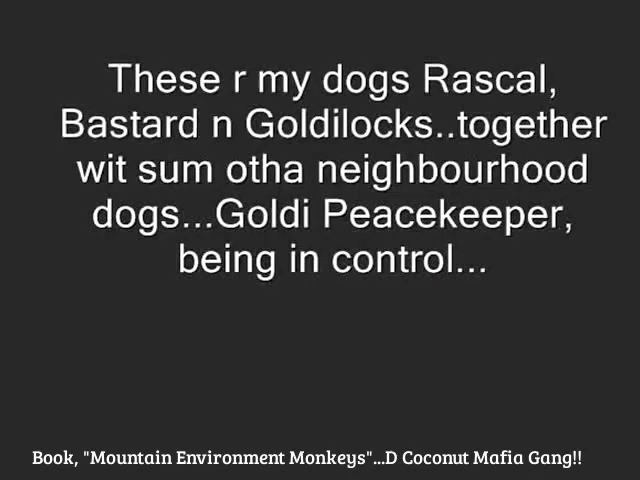 These r my dogs Rascal,
Bastard n Goldilocks..together
wit sum otha neighbourhood
dogs...Goldi Peacekeeper,
being in control...
Book, "Mountain Environment Monkeys"...D Coconut Mafia Gang!!